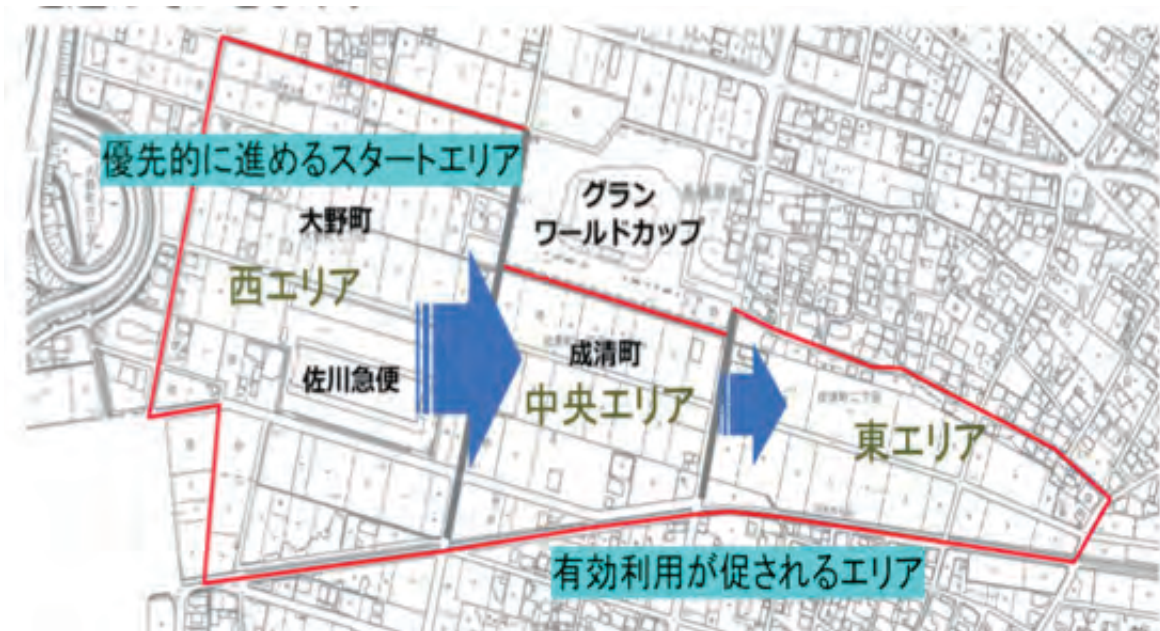 優先的に進めるスタートエリア
大野町
西エリア
佐川急便
グラン
ワールドカップ
成清町
中央エリア
東エリア
有効利用が促されるエリア